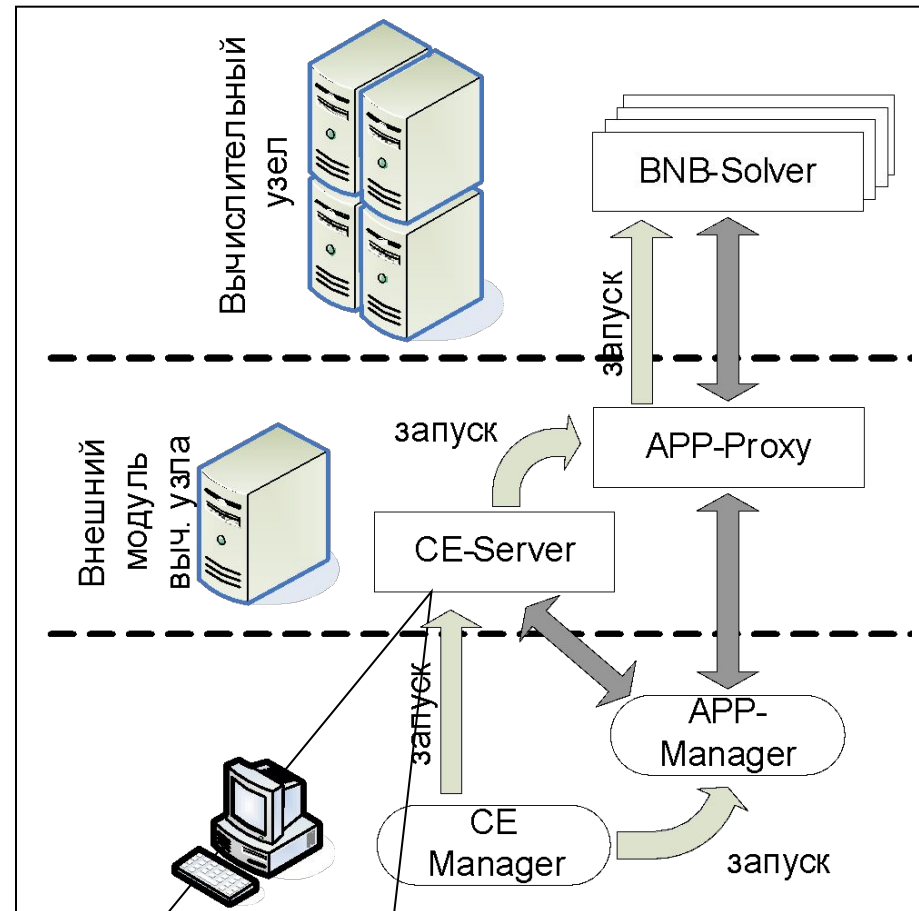 Вычислительный
узел
BNB-Solver
запуск
Внешний
модуль
выч. узла
запуск
APP-Proxy
CE-Server
запуск
APP-
Manager
CE
Manager
запуск